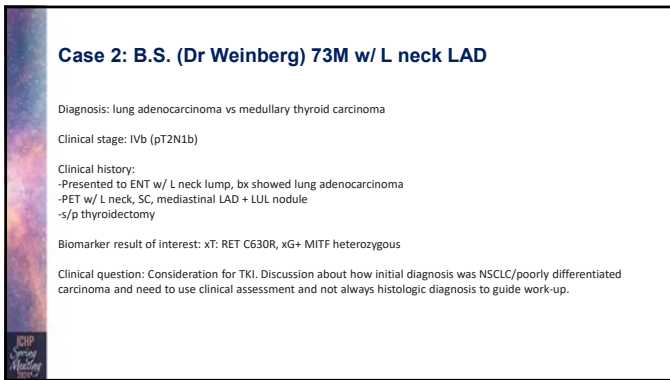 Case 2: B.S. (Dr Weinberg) 73M w/ L neck LAD
Diagnosis: lung adenocarcinoma vs medullary thyroid carcinoma
Clinical stage: IVb (pT2N1b)
Clinical history:
-Presented to ENT w/ L neck lump, bx showed lung adenocarcinoma
-PET w/ L neck, SC, mediastinal LAD + LUL nodule
-s/p thyroidectomy
Biomarker result of interest: xT: RET C630R, xG+ MITF heterozygous
Clinical question: Consideration for TKI. Discussion about how initial diagnosis was NSCLC/poorly differentiated
carcinoma and need to use clinical assessment and not always histologic diagnosis to guide work-up.
ICHP
Spring
Meeting